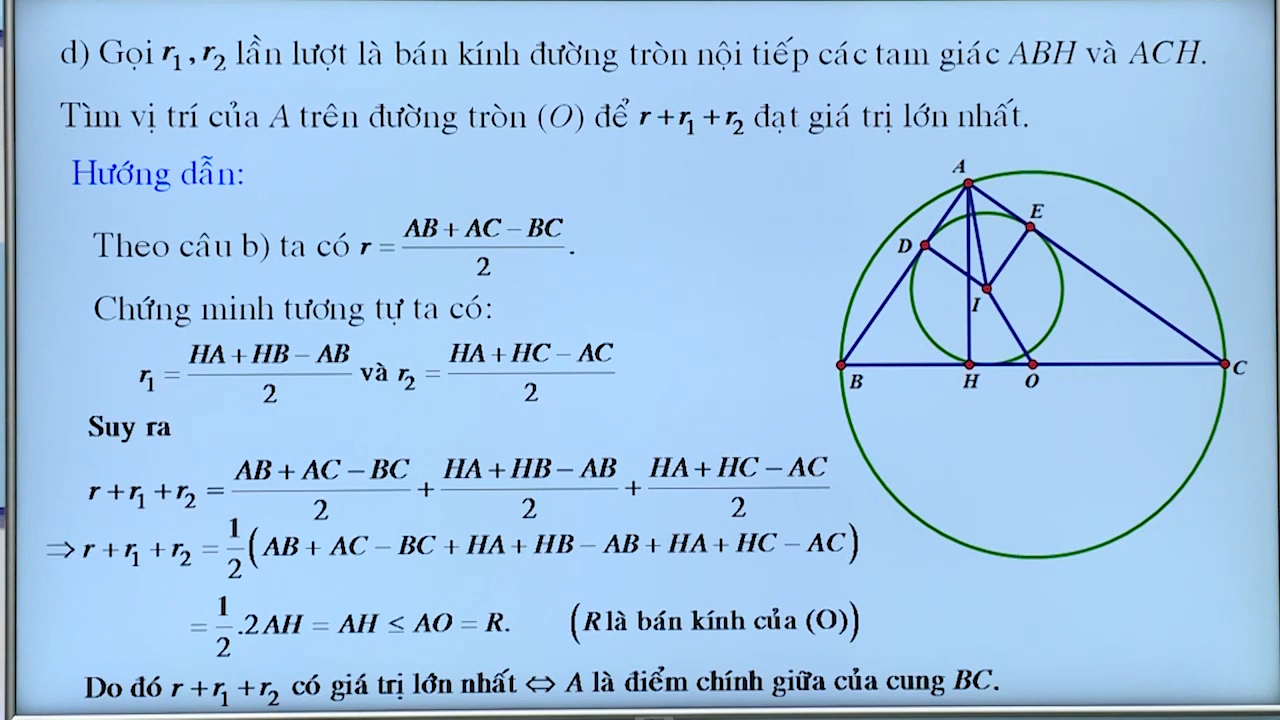 d) Gọi r₁, r₂ lần lượt là bán kính đường tròn nội tiếp các tam giác ABH và ACH.
Tìm vị trí của A trên đường tròn (O) để r + r₁ + r₂ đạt giá trị lớn nhất.
Hướng dẫn:
Theo câu b) ta có r = (AB + AC – BC)/2.
Chứng minh tương tự ta có:
r₁ = (HA + HB – AB)/2 và r₂ = (HA + HC – AC)/2
Suy ra
r + r₁ + r₂ = (AB + AC – BC)/2 + (HA + HB – AB)/2 + (HA + HC – AC)/2
⇒ r + r₁ + r₂ = 1/2 (AB + AC – BC + HA + HB – AB + HA + HC – AC)
= 1/2 .2AH = AH ≤ AO = R. (R là bán kính của (O))
Do đó r + r₁ + r₂ có giá trị lớn nhất ⇔ A là điểm chính giữa của cung BC.
A
E
D
I
B
H
O
C